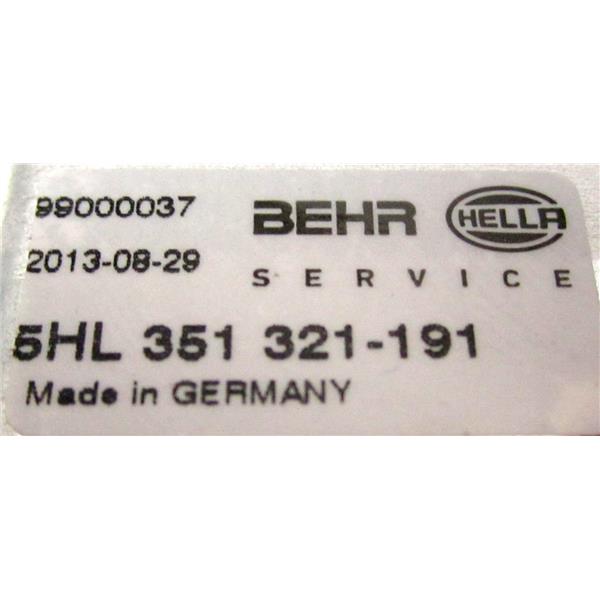 99000037
BEHR HELLA
2013-08-29
SERVICE
5HL 351 321-191
Made in GERMANY